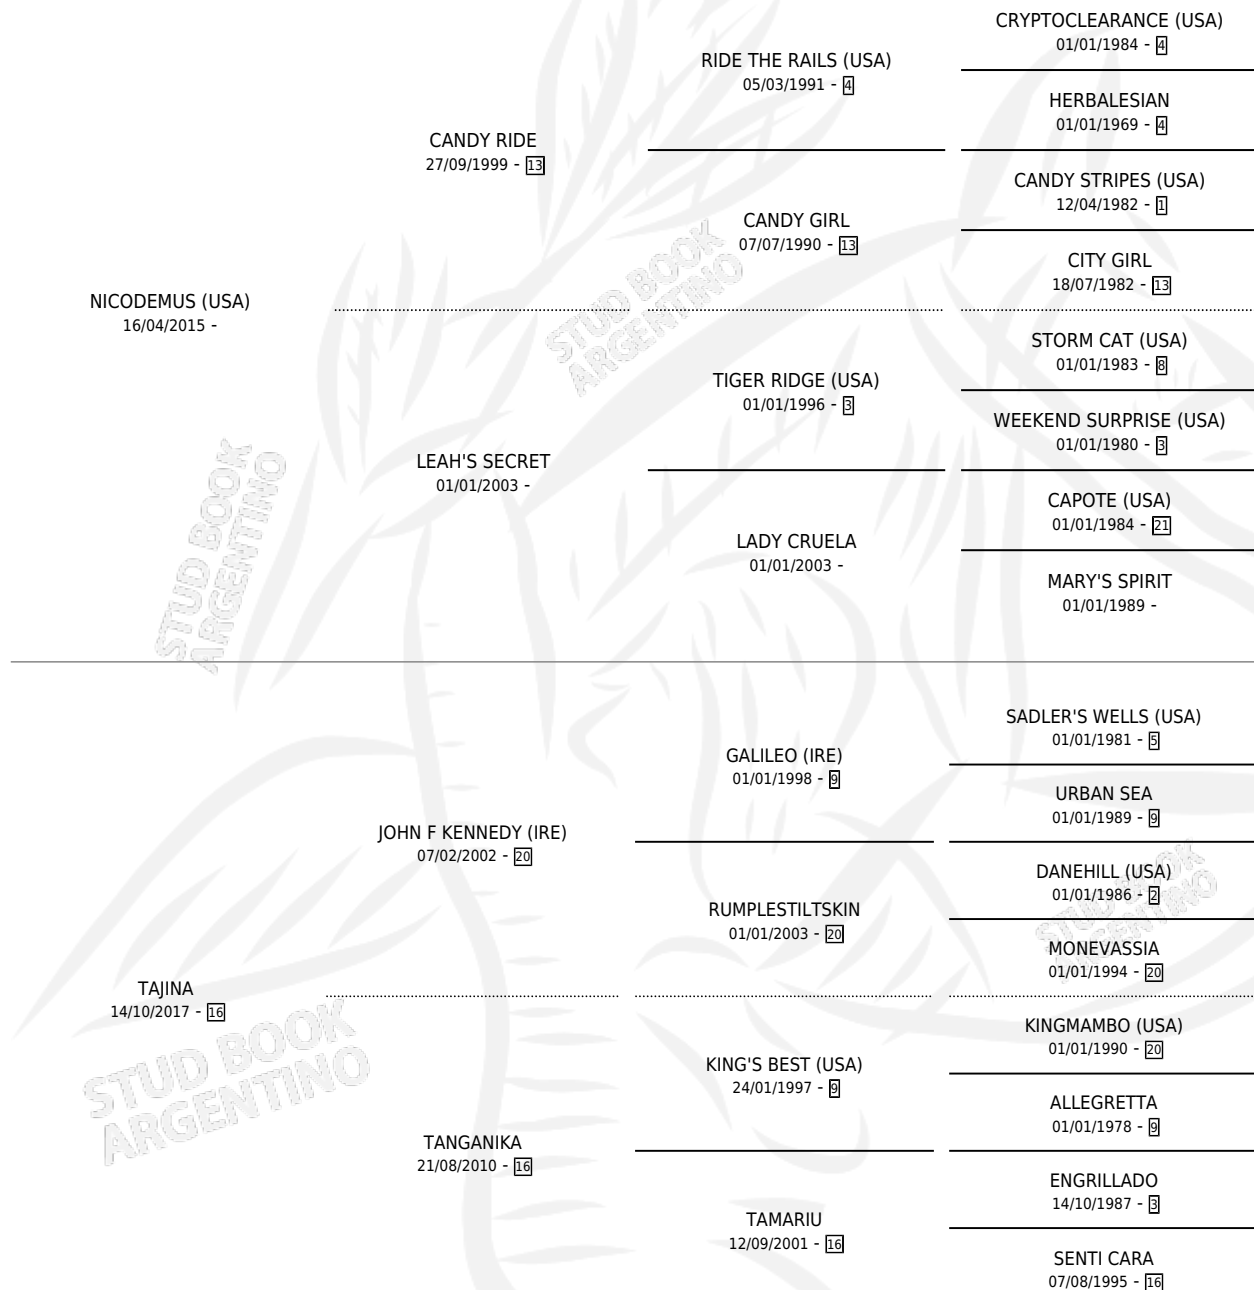 CRYPTOCLEARANCE (USA)
01/01/1984 - 4
RIDE THE RAILS (USA)
05/03/1991 - 4
HERBALESIAN
01/01/1969 - 4
CANDY RIDE
27/09/1999 - 13
CANDY STRIPES (USA)
12/04/1982 - 1
CANDY GIRL
07/07/1990 - 13
CITY GIRL
18/07/1982 - 13
NICODEMUS (USA)
16/04/2015 -
STORM CAT (USA)
01/01/1983 - 8
TIGER RIDGE (USA)
01/01/1996 - 3
WEEKEND SURPRISE (USA)
01/01/1980 - 3
LEAH'S SECRET
01/01/2003 -
CAPOTE (USA)
01/01/1984 - 21
LADY CRUELA
01/01/2003 -
MARY'S SPIRIT
01/01/1989 -
STUD BOOK
ARGENTINO
STUD BOOK
ARGENTINO
SADLER'S WELLS (USA)
01/01/1981 - 5
GALILEO (IRE)
01/01/1998 - 9
URBAN SEA
01/01/1989 - 9
JOHN F KENNEDY (IRE)
07/02/2002 - 20
DANEHILL (USA)
01/01/1986 - 2
RUMPLESTILTSKIN
01/01/2003 - 20
MONEVASSIA
01/01/1994 - 20
TAJINA
14/10/2017 - 16
KINGMAMBO (USA)
01/01/1990 - 20
KING'S BEST (USA)
24/01/1997 - 9
ALLEGRETTA
01/01/1978 - 9
TANGANIKA
21/08/2010 - 16
ENGRILLADO
14/10/1987 - 3
TAMARIU
12/09/2001 - 16
SENTI CARA
07/08/1995 - 16
STUD BOOK
ARGENTINO
STUD BOOK
ARGENTINO